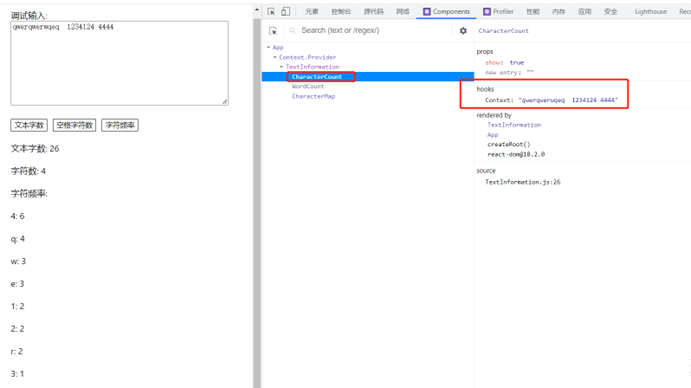 调试输入:
qwerqwerwqeq  1234124 4444
文本字数 空格字符数 字符频率
文本字数: 26
字符数: 4
字符频率:
4: 6
q: 4
w: 3
e: 3
1: 2
2: 2
r: 2
3: 1
元素 控制台 源代码 网络 Components Profiler 性能 内存 应用 安全 Lighthouse Rec
Search (text or /regex/)
App
Context.Provider
TextInformation
CharacterCount
WordCount
CharacterMap
CharacterCount
props
show: true
new entry: ""
hooks
Context: "qwerqwerwqeq  1234124 4444"
rendered by
TextInformation
App
createRoot()
react-dom@18.2.0
source
TextInformation.js:26